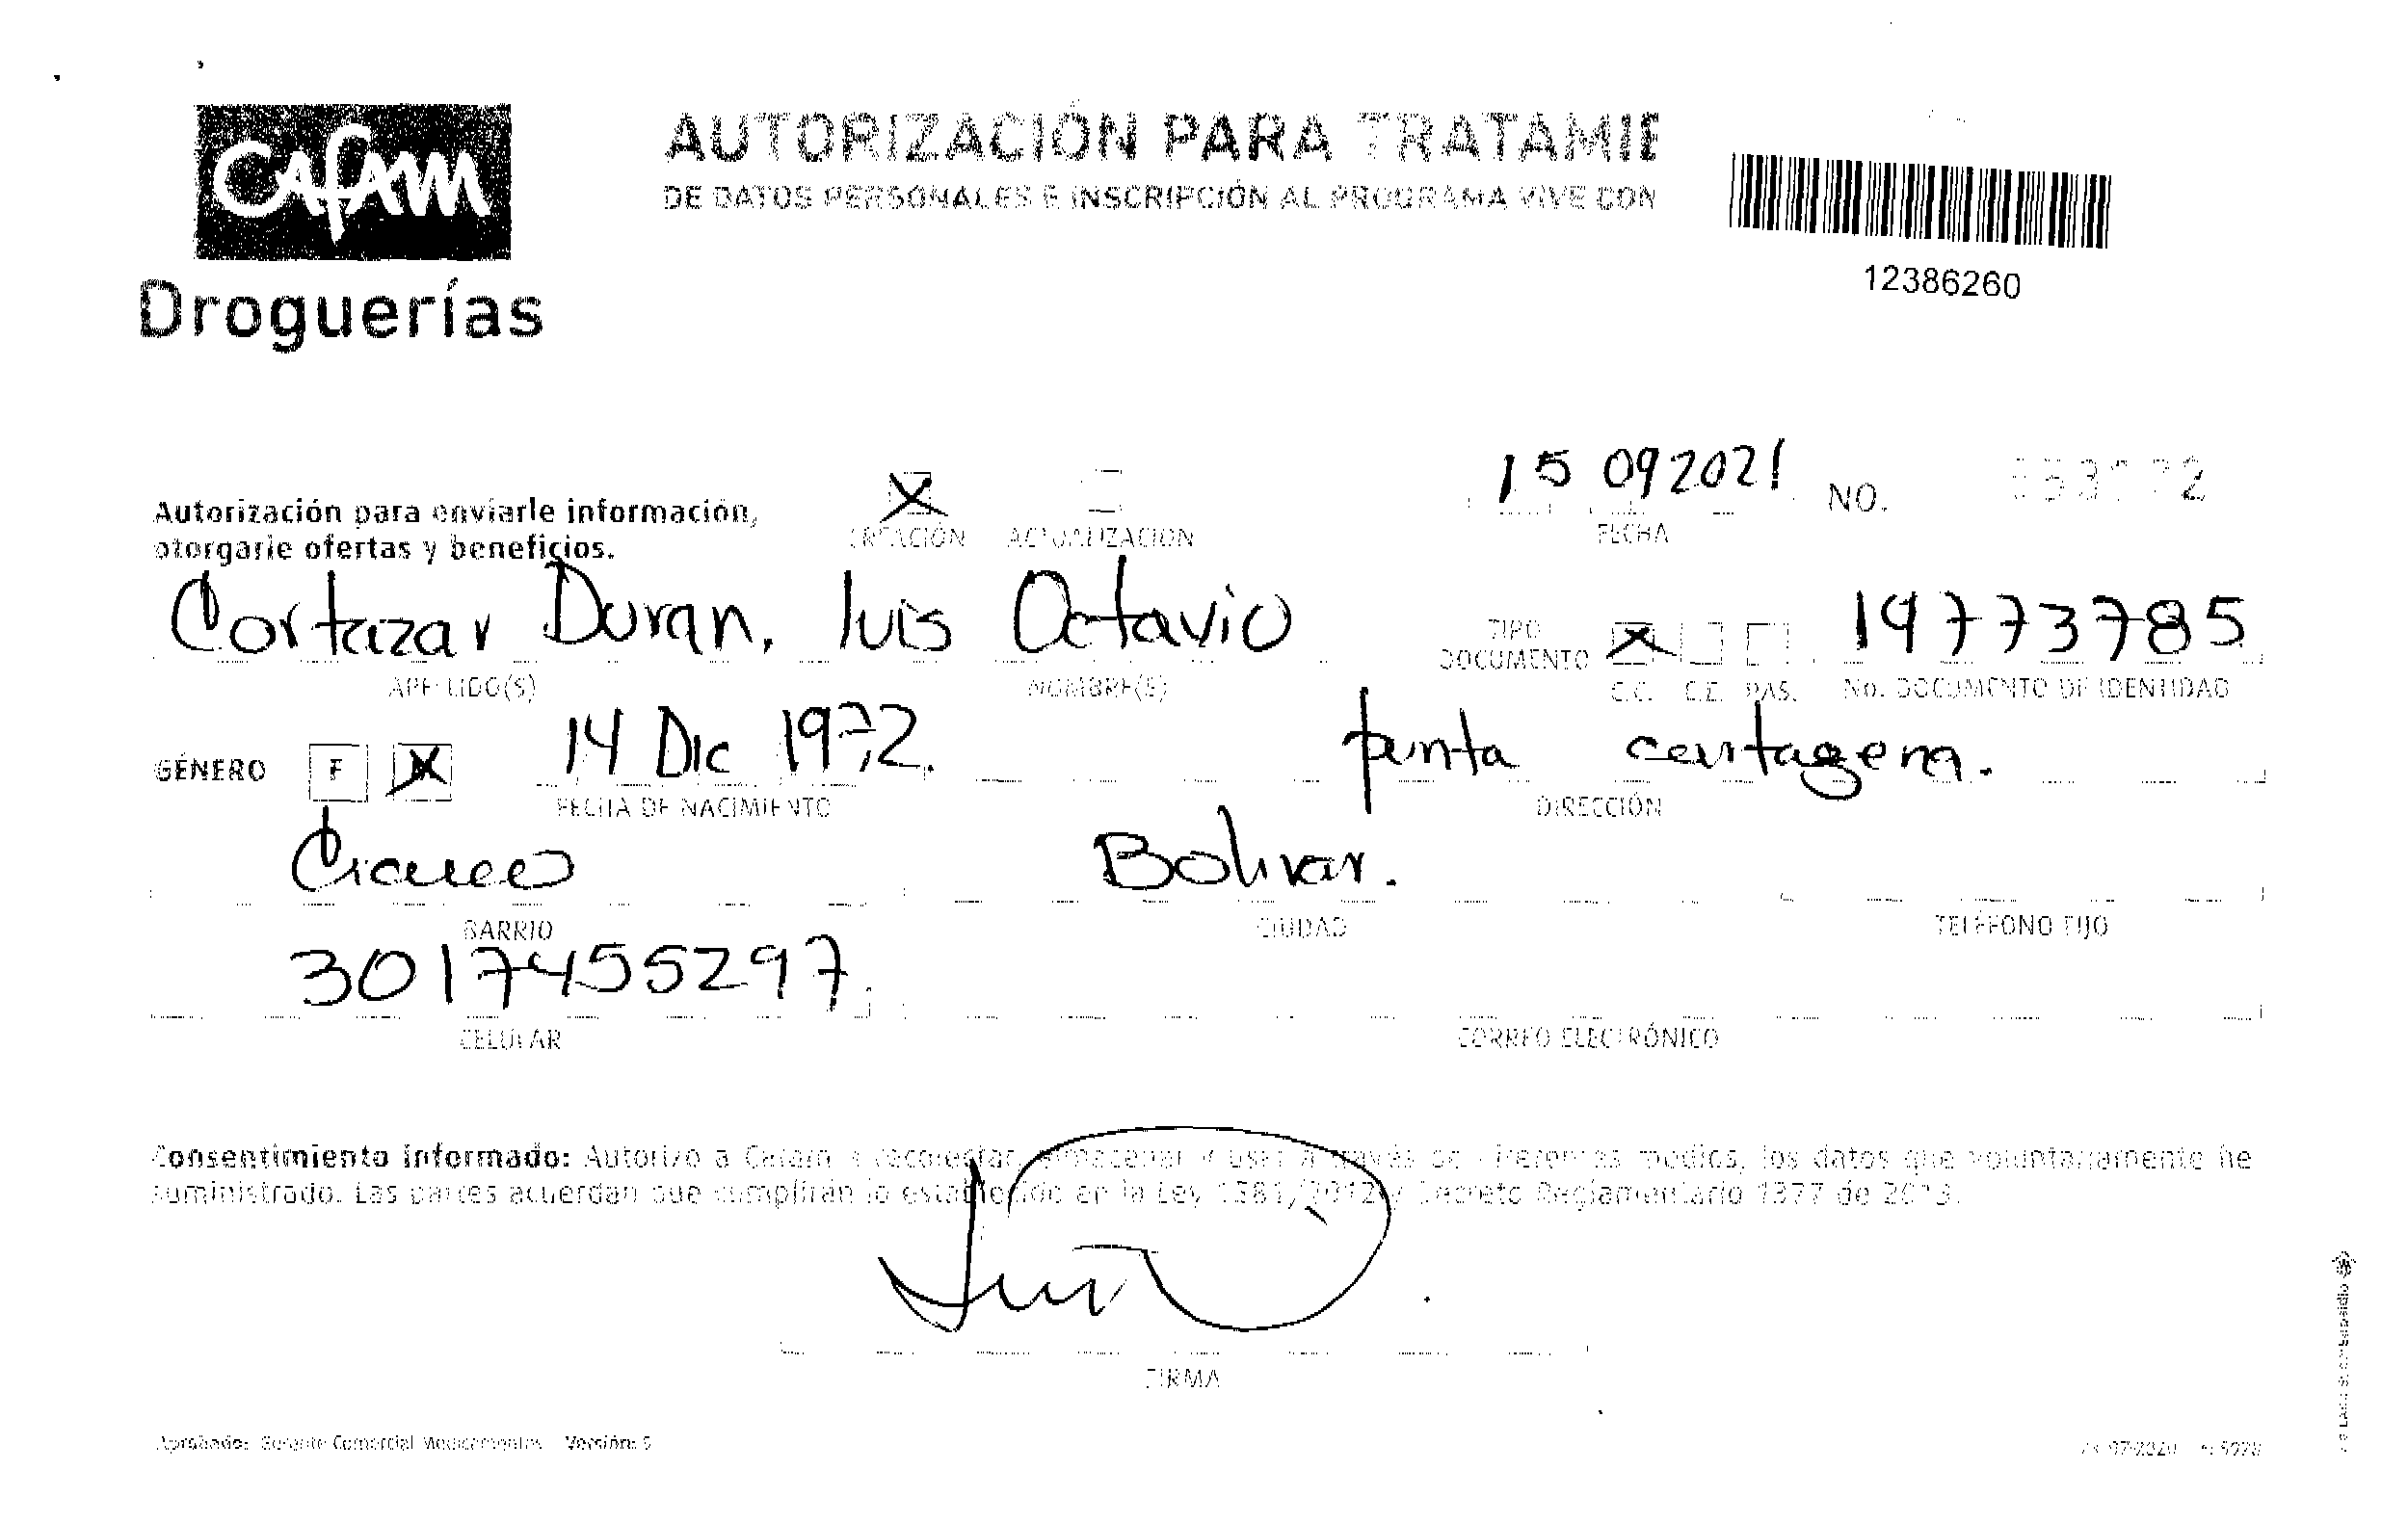 Cafam
Droguerías
AUTORIZACIÓN PARA TRATAMIE
DE DATOS PERSONALES E INSCRIPCIÓN AL PROGRAMA VIVE CON
12386260
Autorización para enviarle información,
otorgarle ofertas y beneficios.
CREACIÓN ACTUALIZACIÓN
15 09 2021 NO.
FECHA
Cortazar Duran, luis Octavio
APELLIDO(S) NOMBRE(S)
TIPO DOCUMENTO
C.C. C.E. PAS.
19773785
No. DOCUMENTO DE IDENTIDAD
GÉNERO F M 14 Dic 1972. punta cartagena.
FECHA DE NACIMIENTO DIRECCIÓN
Bolivar.
BARRIO CIUDAD TELÉFONO FIJO
3017455297
CELULAR CORREO ELECTRÓNICO
Consentimiento informado: Autorizo a Cafam a recolectar, almacenar y usar a través de diferentes medios, los datos que voluntariamente he
suministrado. Las partes acuerdan que cumplirán lo establecido en la Ley 1581/2012 y Decreto Reglamentario 1377 de 2013.
FIRMA
Aprobado: Gerente Comercial Medicamentos Versión: 5